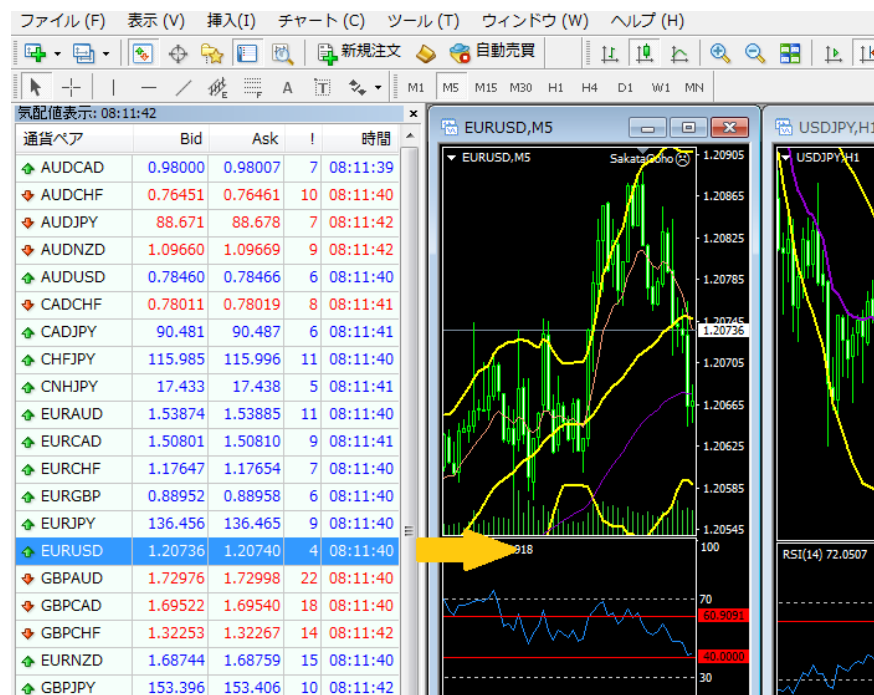 ファイル (F) 表示 (V) 挿入(I) チャート (C) ツール (T) ウィンドウ (W) ヘルプ (H)
新規注文 自動売買
E F A T M1 M5 M15 M30 H1 H4 D1 W1 MN
気配値表示: 08:11:42
通貨ペア Bid Ask ! 時間
AUDCAD 0.98000 0.98007 7 08:11:39
AUDCHF 0.76451 0.76461 10 08:11:40
AUDJPY 88.671 88.678 7 08:11:42
AUDNZD 1.09660 1.09669 9 08:11:42
AUDUSD 0.78460 0.78466 6 08:11:40
CADCHF 0.78011 0.78019 8 08:11:41
CADJPY 90.481 90.487 6 08:11:41
CHFJPY 115.985 115.996 11 08:11:40
CNHJPY 17.433 17.438 5 08:11:41
EURAUD 1.53874 1.53885 11 08:11:40
EURCAD 1.50801 1.50810 9 08:11:41
EURCHF 1.17647 1.17654 7 08:11:40
EURGBP 0.88952 0.88958 6 08:11:40
EURJPY 136.456 136.465 9 08:11:40
EURUSD 1.20736 1.20740 4 08:11:40
GBPAUD 1.72976 1.72998 22 08:11:40
GBPCAD 1.69522 1.69540 18 08:11:40
GBPCHF 1.32253 1.32267 14 08:11:42
EURNZD 1.68744 1.68759 15 08:11:40
GBPJPY 153.396 153.406 10 08:11:42
EURUSD,M5
EURUSD,M5 SakataGoho
1.20905
1.20865
1.20825
1.20785
1.20745
1.20736
1.20705
1.20665
1.20625
1.20585
1.20545
918
100
70
60.9091
40.0000
30
USDJPY,H1
USDJPY,H1
RSI(14) 72.0507